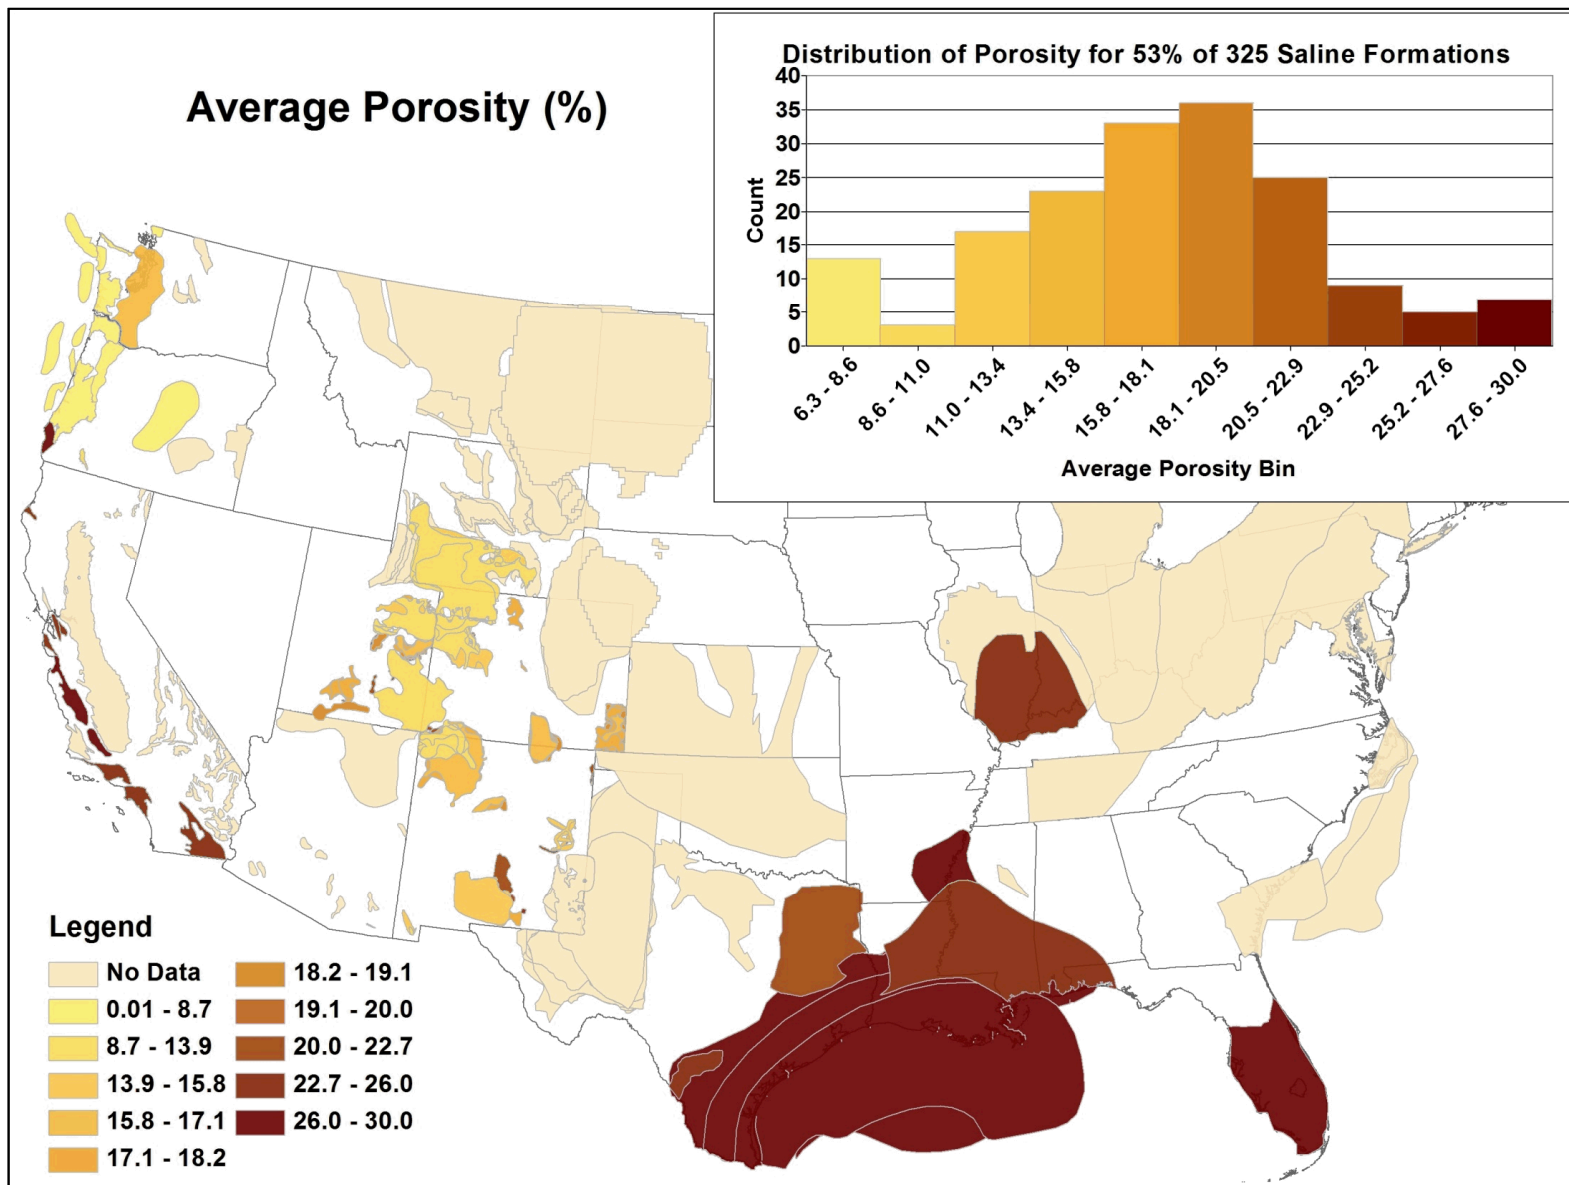 Average Porosity (%)
Distribution of Porosity for 53% of 325 Saline Formations
Count
40
35
30
25
20
15
10
5
0
6.3 - 8.6
8.6 - 11.0
11.0 - 13.4
13.4 - 15.8
15.8 - 18.1
18.1 - 20.5
20.5 - 22.9
22.9 - 25.2
25.2 - 27.6
27.6 - 30.0
Average Porosity Bin
Legend
No Data
0.01 - 8.7
8.7 - 13.9
13.9 - 15.8
15.8 - 17.1
17.1 - 18.2
18.2 - 19.1
19.1 - 20.0
20.0 - 22.7
22.7 - 26.0
26.0 - 30.0